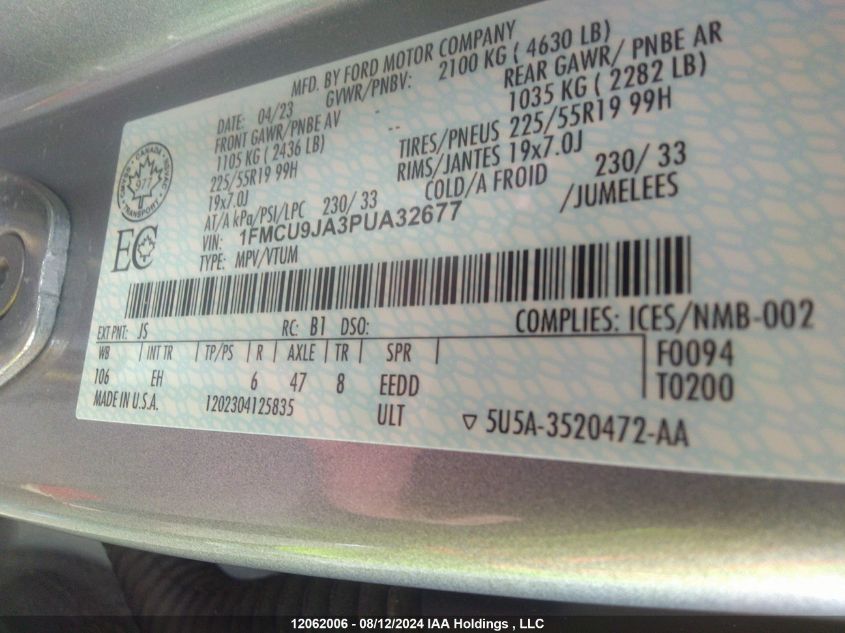 MFD. BY FORD MOTOR COMPANY
DATE: 04/23 GVWR/PNBV: 2100 KG ( 4630 LB)
FRONT GAWR/PNBE AV - REAR GAWR/ PNBE AR
1105 KG ( 2436 LB) -- 1035 KG ( 2282 LB)
225/55R19 99H TIRES/PNEUS 225/55R19 99H
19x7.0J RIMS/JANTES 19x7.0J
AT/A kPa/PSI/LPC 230/ 33 COLD/A FROID 230/ 33
VIN: 1FMCU9JA3PUA32677 /JUMELEES
TYPE: MPV/VTUM
CANADA
977
TRANSPORT
EC
EXT PNT: JS RC: B1 DSO: COMPLIES: ICES/NMB-002
WB INT TR TP/PS R AXLE TR SPR F0094
106 EH 6 47 8 EEDD T0200
MADE IN U.S.A. 1202304125835 ULT ▽ 5U5A-3520472-AA
12062006 - 08/12/2024 IAA Holdings , LLC